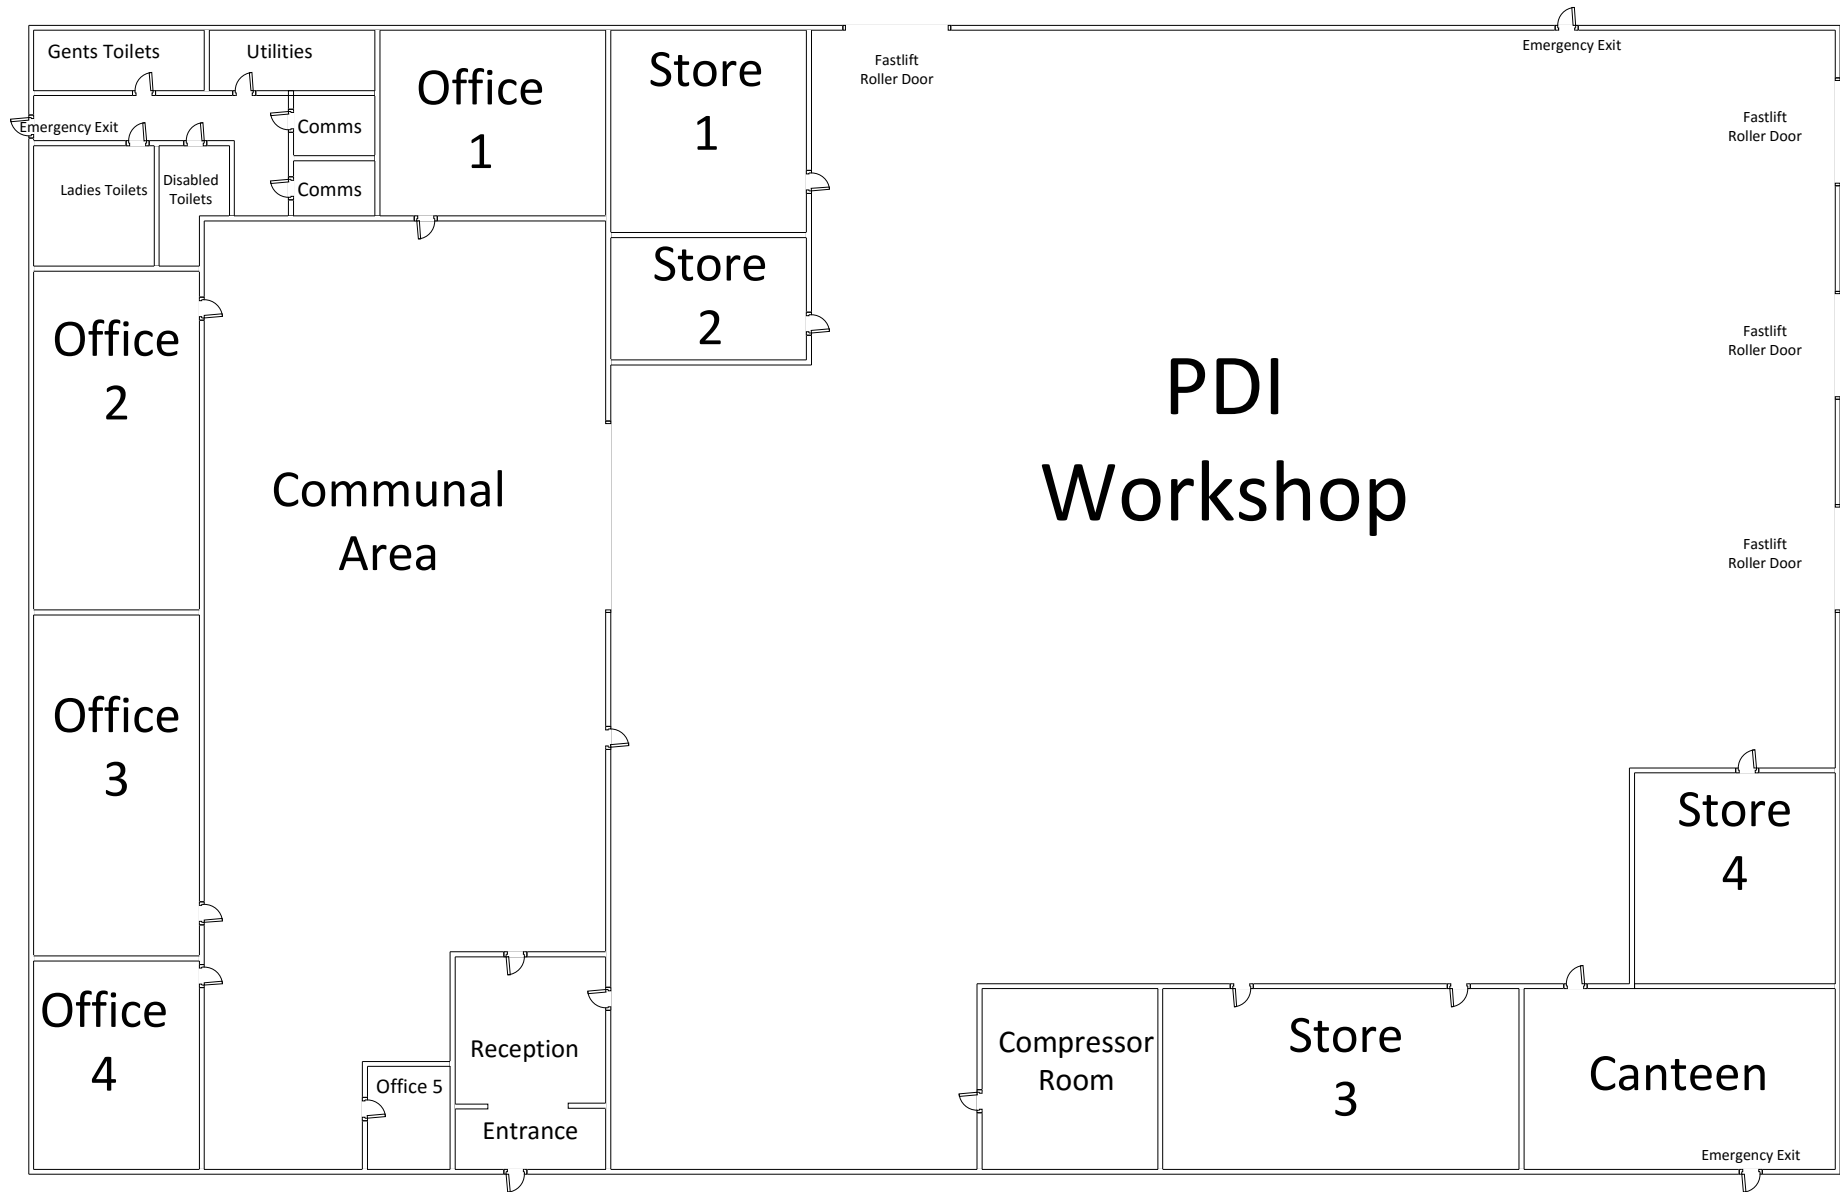 Gents Toilets
Utilities
Office
1
Store
1
Fastlift
Roller Door
Emergency Exit
Emergency Exit
Comms
Fastlift
Roller Door
Ladies Toilets
Disabled
Toilets
Comms
Store
2
Office
2
Fastlift
Roller Door
PDI
Workshop
Communal
Area
Fastlift
Roller Door
Office
3
Store
4
Office
4
Reception
Office 5
Entrance
Compressor
Room
Store
3
Canteen
Emergency Exit